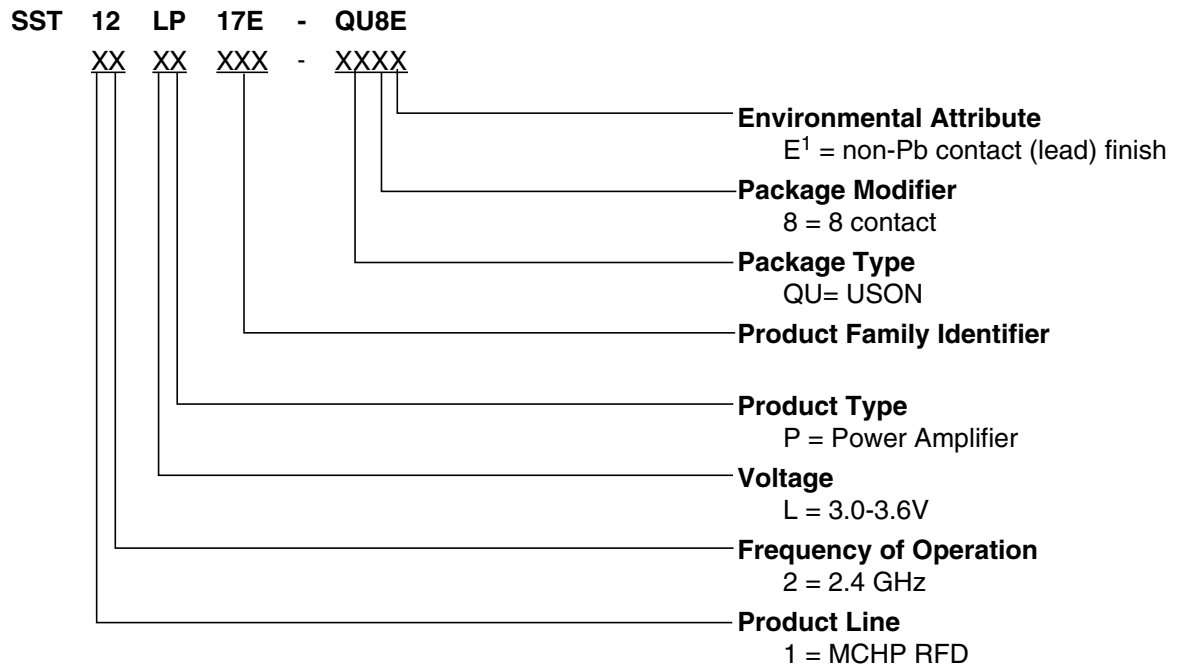 SST 12 LP 17E - QU8E
XX XX XXX - XXXX
Environmental Attribute
E¹ = non-Pb contact (lead) finish
Package Modifier
8 = 8 contact
Package Type
QU= USON
Product Family Identifier
Product Type
P = Power Amplifier
Voltage
L = 3.0-3.6V
Frequency of Operation
2 = 2.4 GHz
Product Line
1 = MCHP RFD